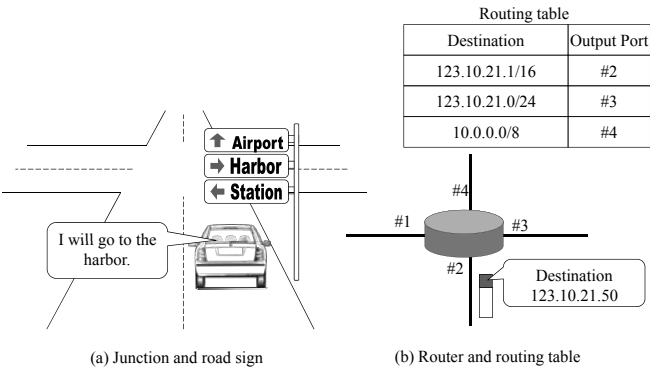 Routing table
Destination Output Port
123.10.21.1/16 #2
123.10.21.0/24 #3
10.0.0.0/8 #4
Airport
Harbor
Station
I will go to the
harbor.
#4
#1
#3
#2
Destination
123.10.21.50
(a) Junction and road sign
(b) Router and routing table